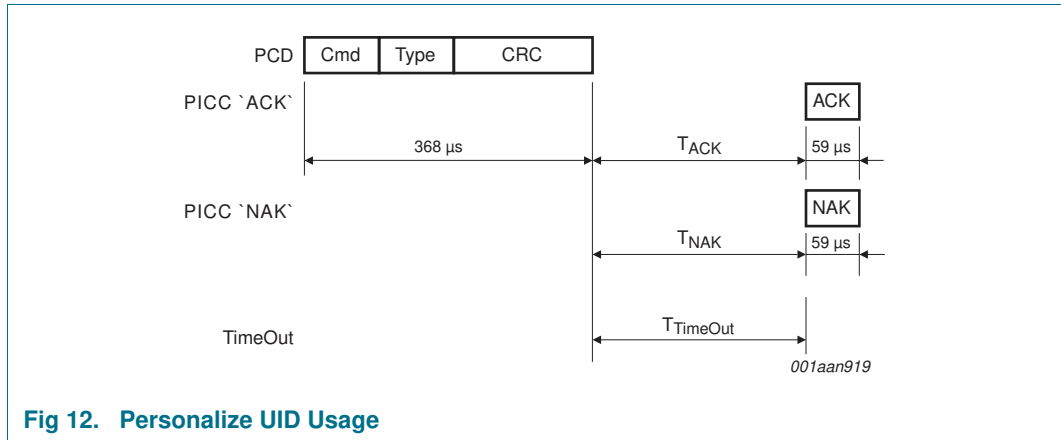 PCD Cmd Type CRC
PICC `ACK` ACK
368 µs TACK 59 µs
PICC `NAK` NAK
TNAK 59 µs
TimeOut TTimeOut
001aan919
Fig 12. Personalize UID Usage